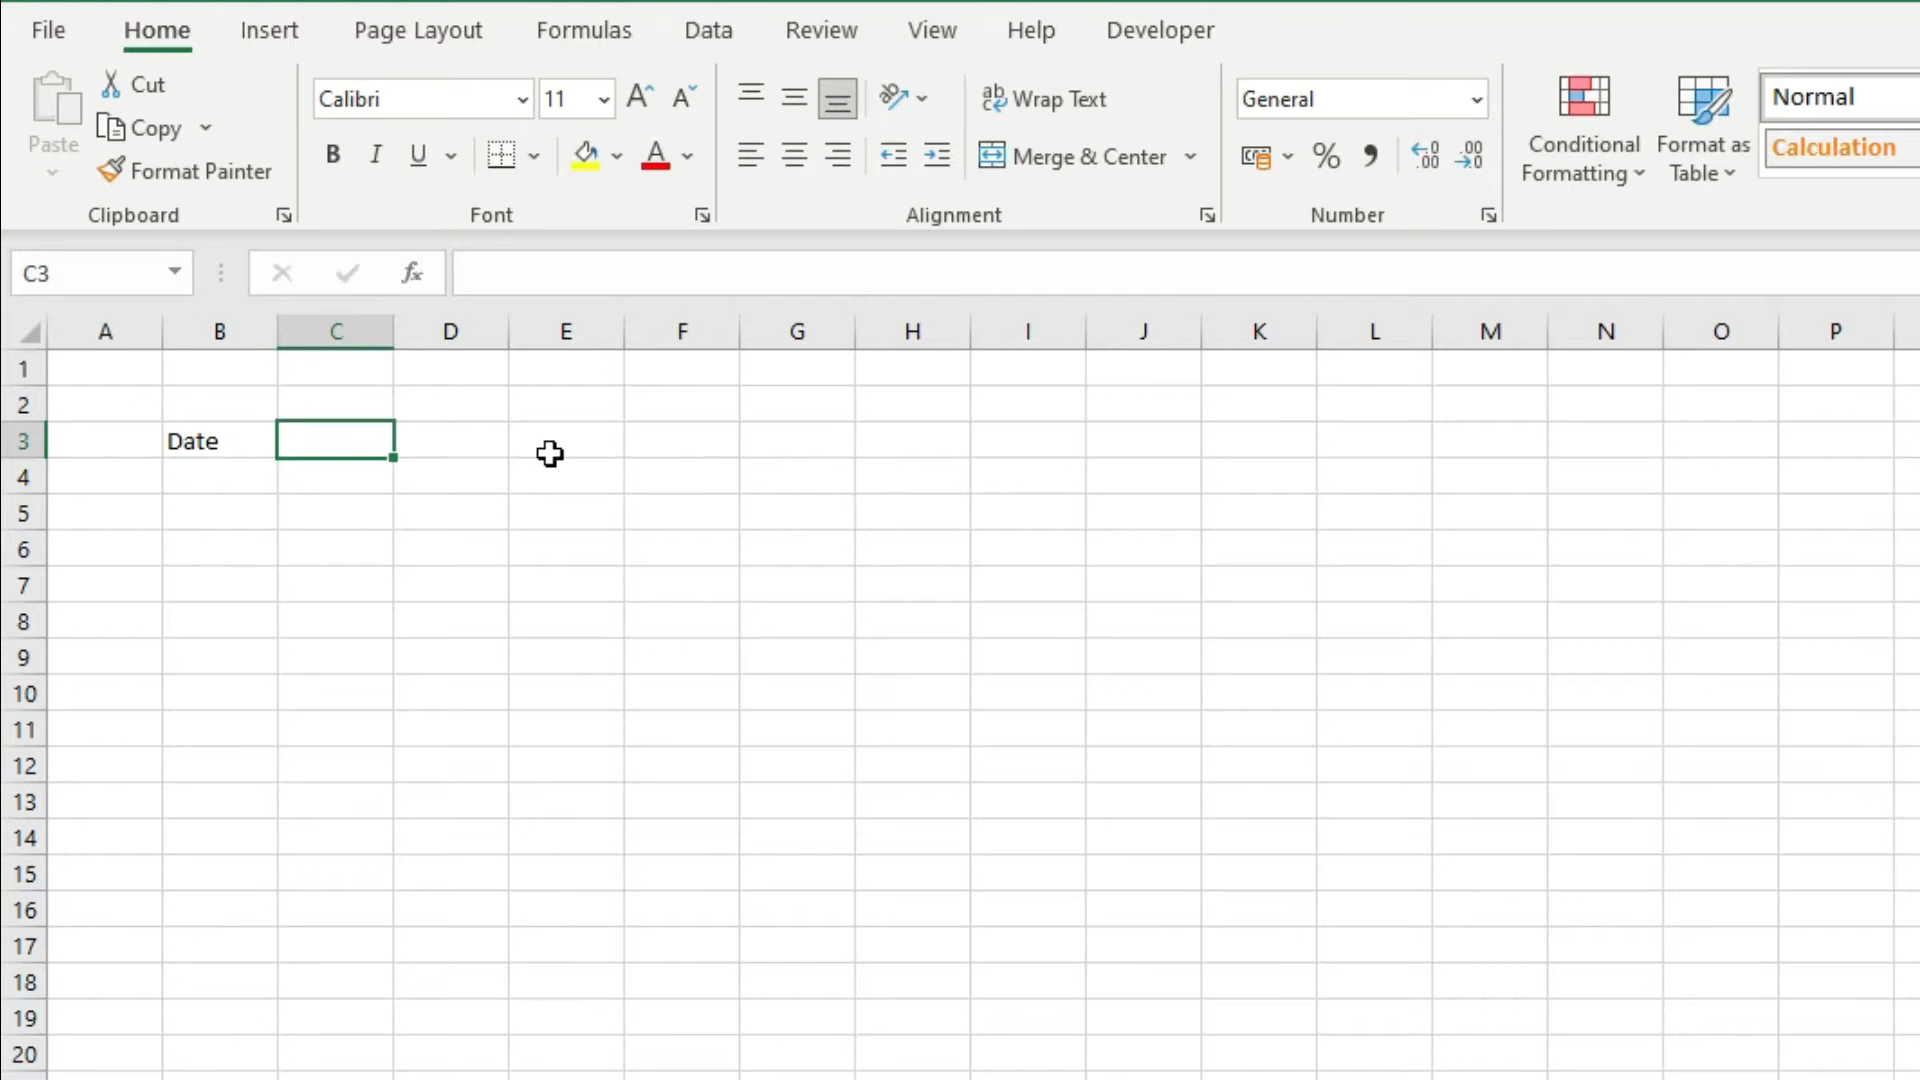 File Home Insert Page Layout Formulas Data Review View Help Developer
Paste
Cut
Copy
Format Painter
Clipboard
Calibri 11
B I U
Font
Wrap Text
Merge & Center
Alignment
General
%
Number
Conditional
Formatting
Format as
Table
Normal
Calculation
C3
fx
A B C D E F G H I J K L M N O P
1
2
3 Date
4
5
6
7
8
9
10
11
12
13
14
15
16
17
18
19
20